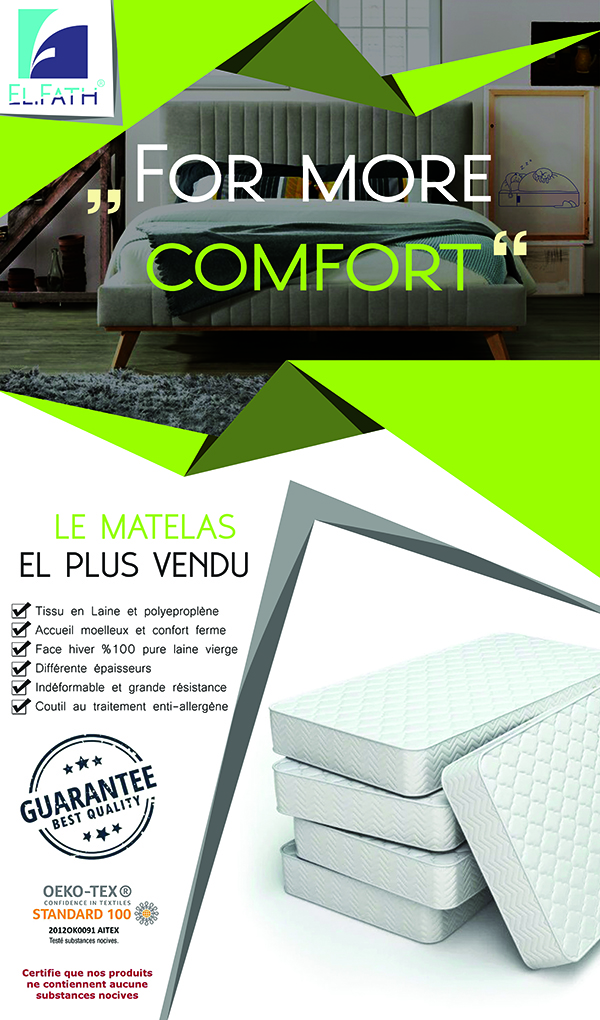 EL.FATH®
„FOR MORE
COMFORT“
LE MATELAS
EL PLUS VENDU
Tissu en Laine et polyeproplène
Accueil moelleux et confort ferme
Face hiver %100 pure laine vierge
Différente épaisseurs
Indéformable et grande résistance
Coutil au traitement enti-allergène
GUARANTEE
BEST QUALITY
OEKO-TEX®
CONFIDENCE IN TEXTILES
STANDARD 100
2012OK0091 AITEX
Testé substances nocives.
Certifie que nos produits
ne contiennent aucune
substances nocives